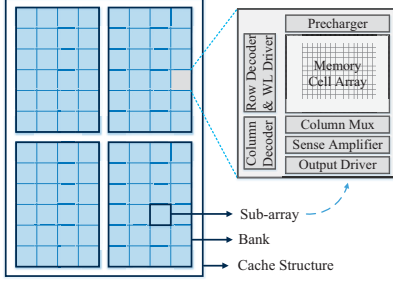 Precharger
Row Decoder
& WL Driver
Memory
Cell Array
Column
Decoder
Column Mux
Sense Amplifier
Output Driver
Sub-array
Bank
Cache Structure